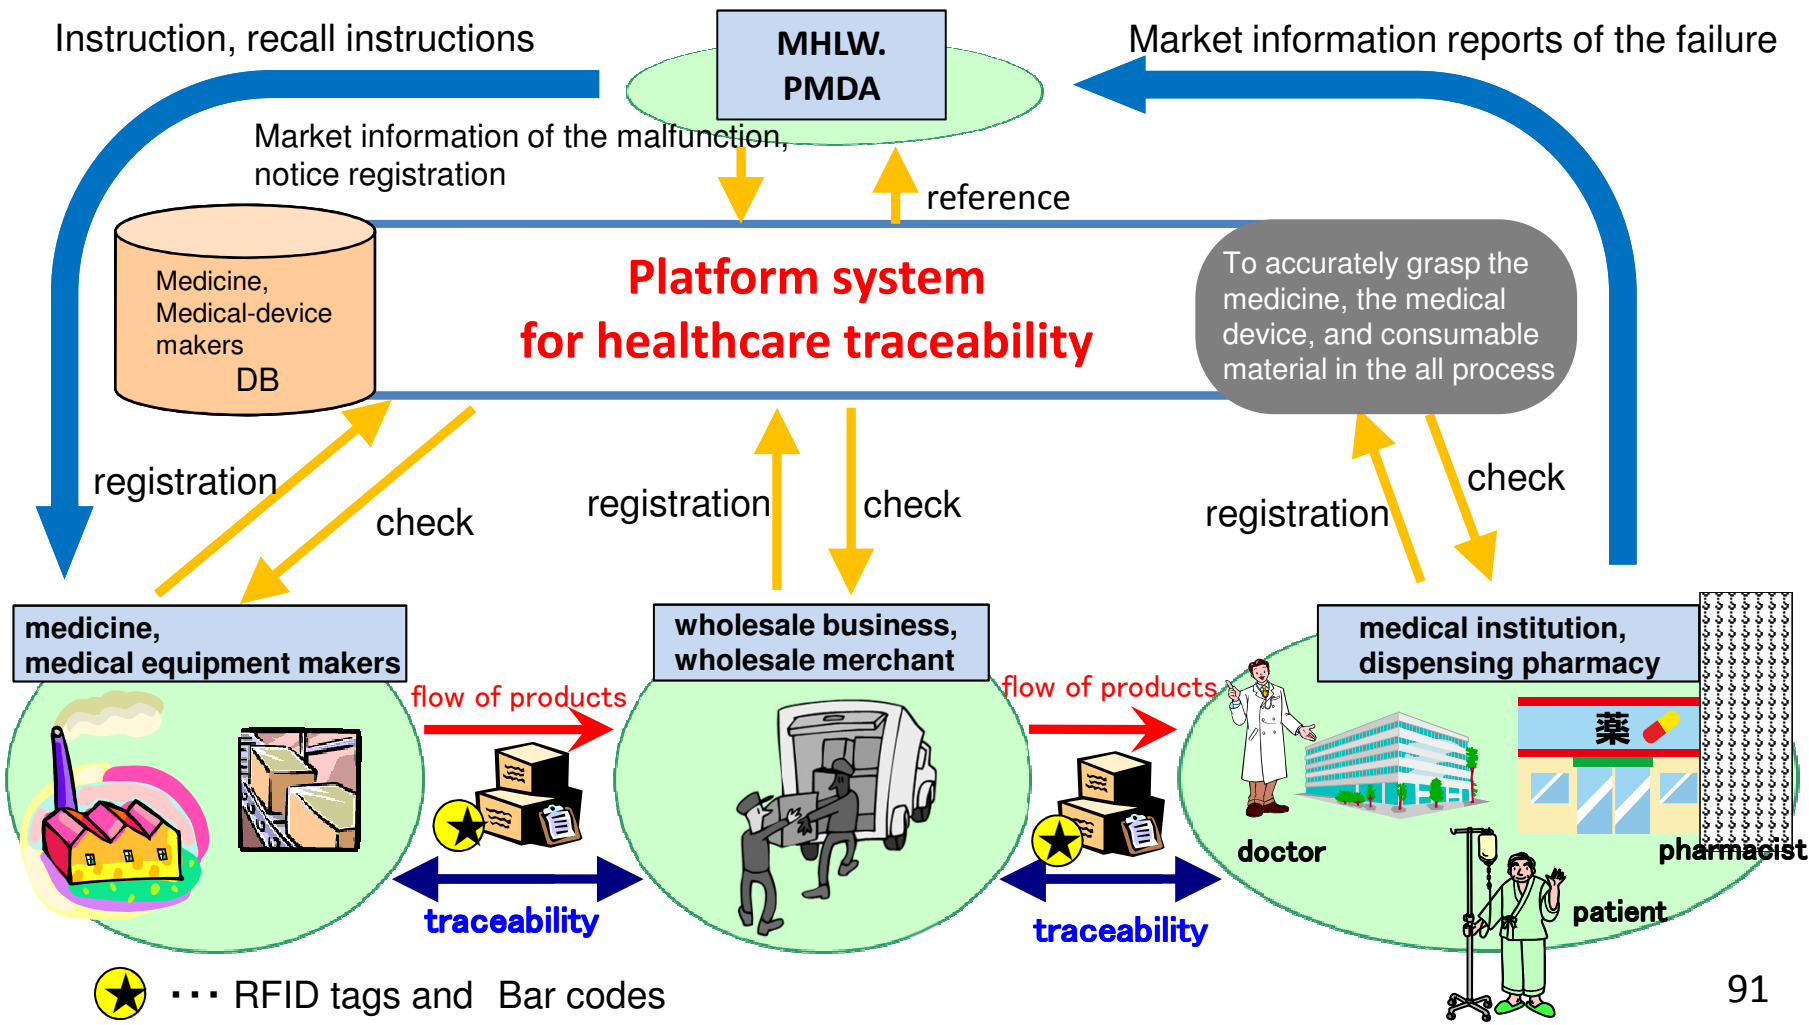 Instruction, recall instructions
MHLW.
PMDA
Market information reports of the failure
Market information of the malfunction,
notice registration
reference
Medicine,
Medical-device
makers
DB
Platform system
for healthcare traceability
To accurately grasp the
medicine, the medical
device, and consumable
material in the all process
registration
check
registration
check
registration
check
medicine,
medical equipment makers
wholesale business,
wholesale merchant
medical institution,
dispensing pharmacy
flow of products
flow of products
薬
doctor
pharmacist
patient
traceability
traceability
･･･ RFID tags and Bar codes
91